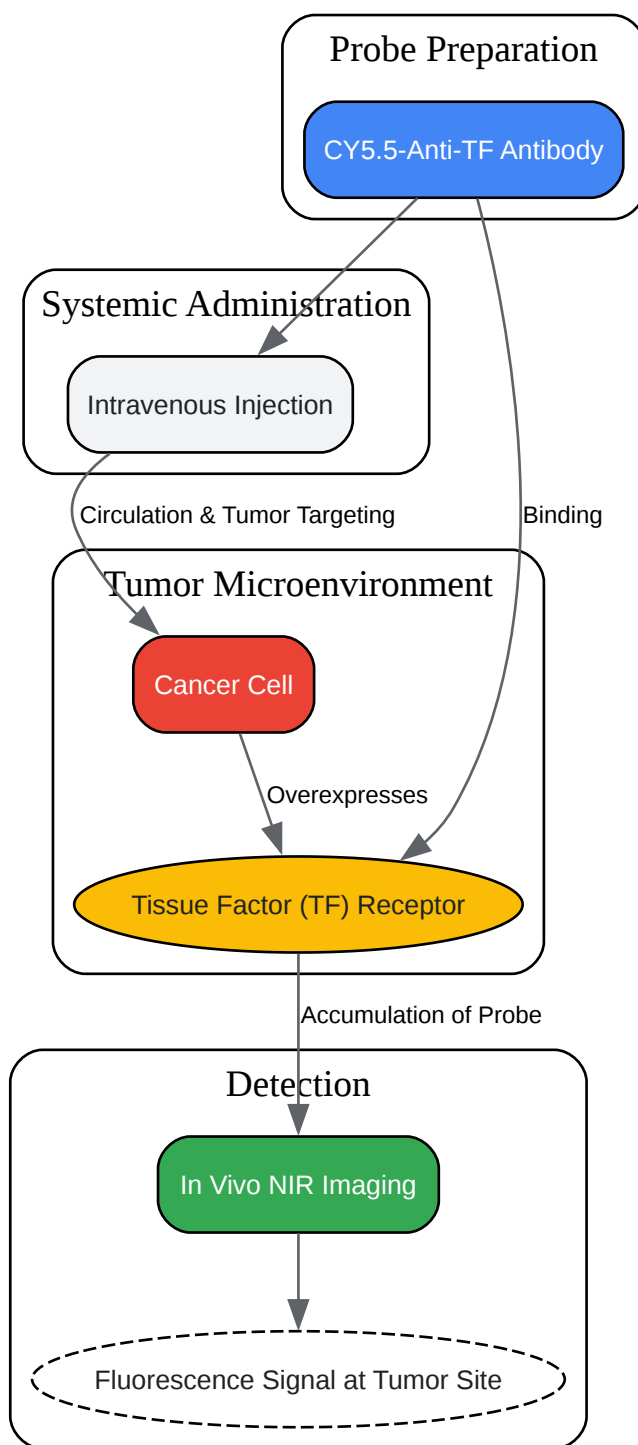 Probe Preparation
CY5.5-Anti-TF Antibody
Systemic Administration
Intravenous Injection
Circulation & Tumor Targeting
Binding
Tumor Microenvironment
Cancer Cell
Overexpresses
Tissue Factor (TF) Receptor
Accumulation of Probe
Detection
In Vivo NIR Imaging
Fluorescence Signal at Tumor Site